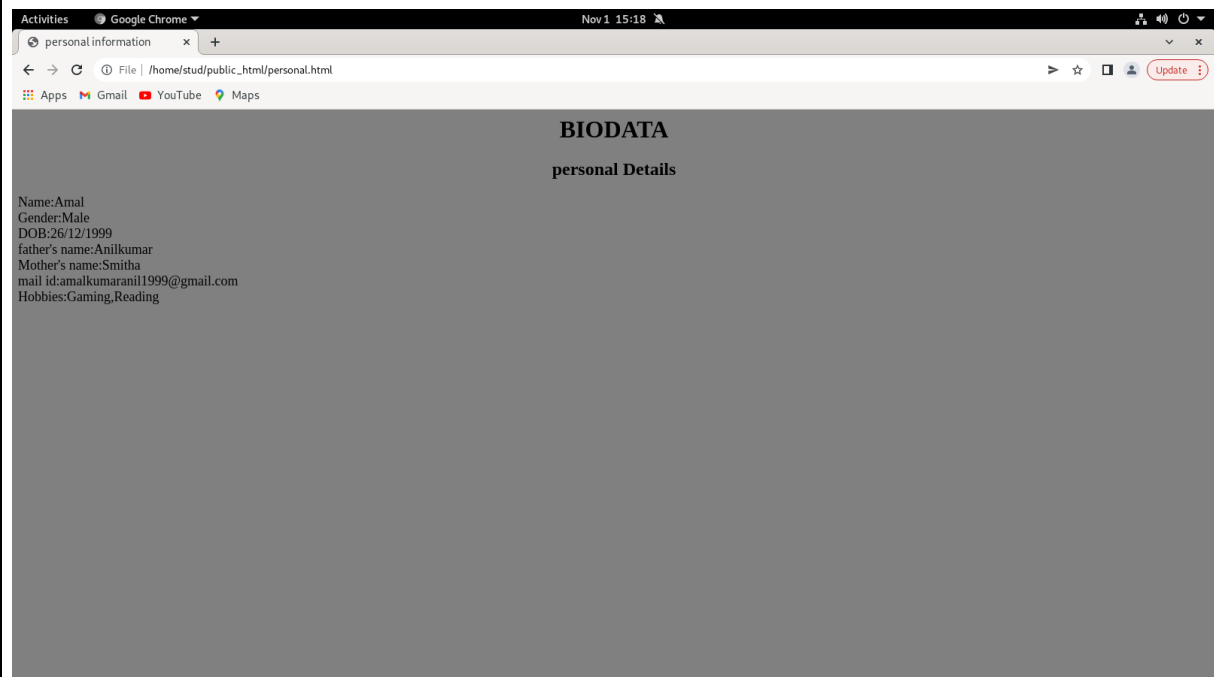 Activities Google Chrome Nov 1 15:18
personal information
File /home/stud/public_html/personal.html Update
Apps Gmail YouTube Maps
BIODATA
personal Details
Name:Amal
Gender:Male
DOB:26/12/1999
father's name:Anilkumar
Mother's name:Smitha
mail id:amalkumaranil1999@gmail.com
Hobbies:Gaming,Reading